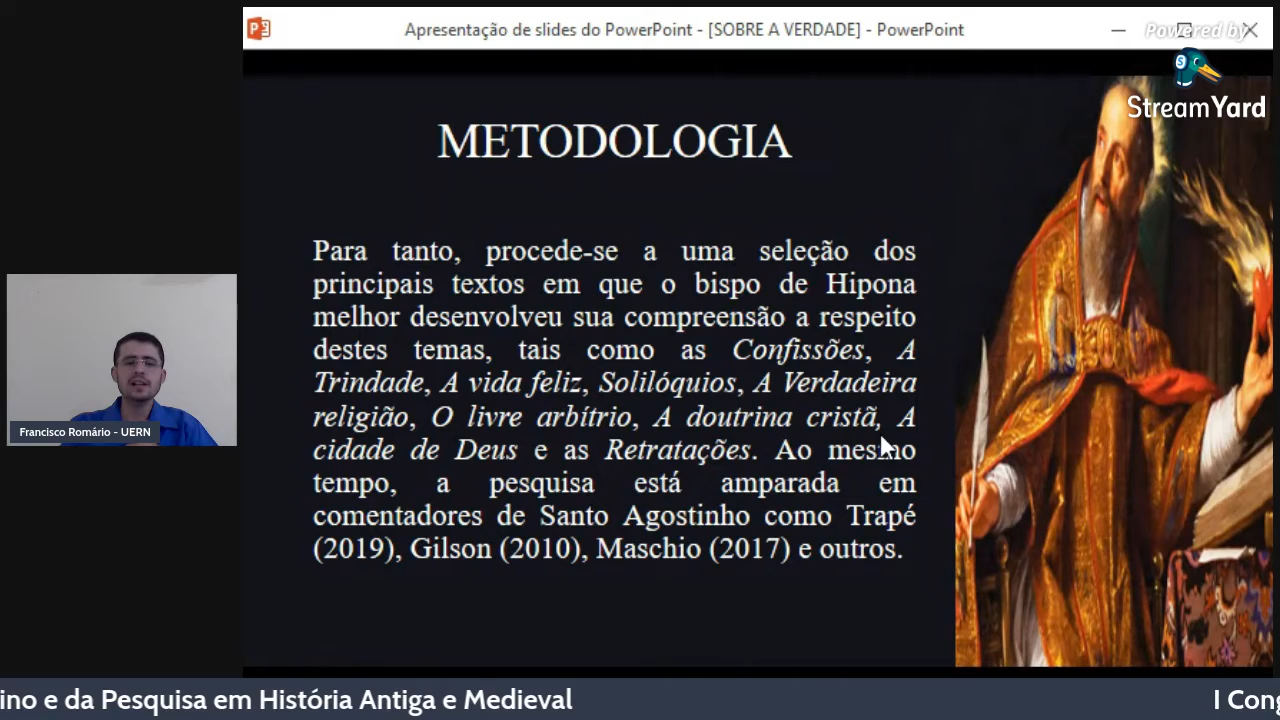 Apresentação de slides do PowerPoint - [SOBRE A VERDADE] - PowerPoint
Powered by
StreamYard
METODOLOGIA
Para tanto, procede-se a uma seleção dos
principais textos em que o bispo de Hipona
melhor desenvolveu sua compreensão a respeito
destes temas, tais como as Confissões, A
Trindade, A vida feliz, Solilóquios, A Verdadeira
religião, O livre arbítrio, A doutrina cristã, A
cidade de Deus e as Retratações. Ao mesmo
tempo, a pesquisa está amparada em
comentadores de Santo Agostinho como Trapé
(2019), Gilson (2010), Maschio (2017) e outros.
Francisco Romário - UERN
ino e da Pesquisa em História Antiga e Medieval
I Cong